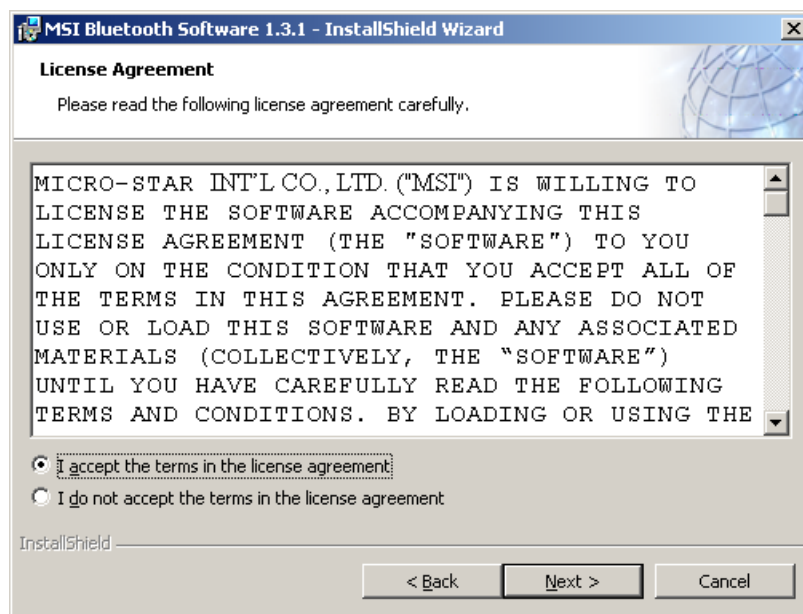 MSI Bluetooth Software 1.3.1 - InstallShield Wizard
License Agreement
Please read the following license agreement carefully.
MICRO-STAR INT'L CO., LTD. ("MSI") IS WILLING TO
LICENSE THE SOFTWARE ACCOMPANYING THIS
LICENSE AGREEMENT (THE "SOFTWARE") TO YOU
ONLY ON THE CONDITION THAT YOU ACCEPT ALL OF
THE TERMS IN THIS AGREEMENT. PLEASE DO NOT
USE OR LOAD THIS SOFTWARE AND ANY ASSOCIATED
MATERIALS (COLLECTIVELY, THE “SOFTWARE”)
UNTIL YOU HAVE CAREFULLY READ THE FOLLOWING
TERMS AND CONDITIONS. BY LOADING OR USING THE
I accept the terms in the license agreement
I do not accept the terms in the license agreement
InstallShield
< Back Next > Cancel